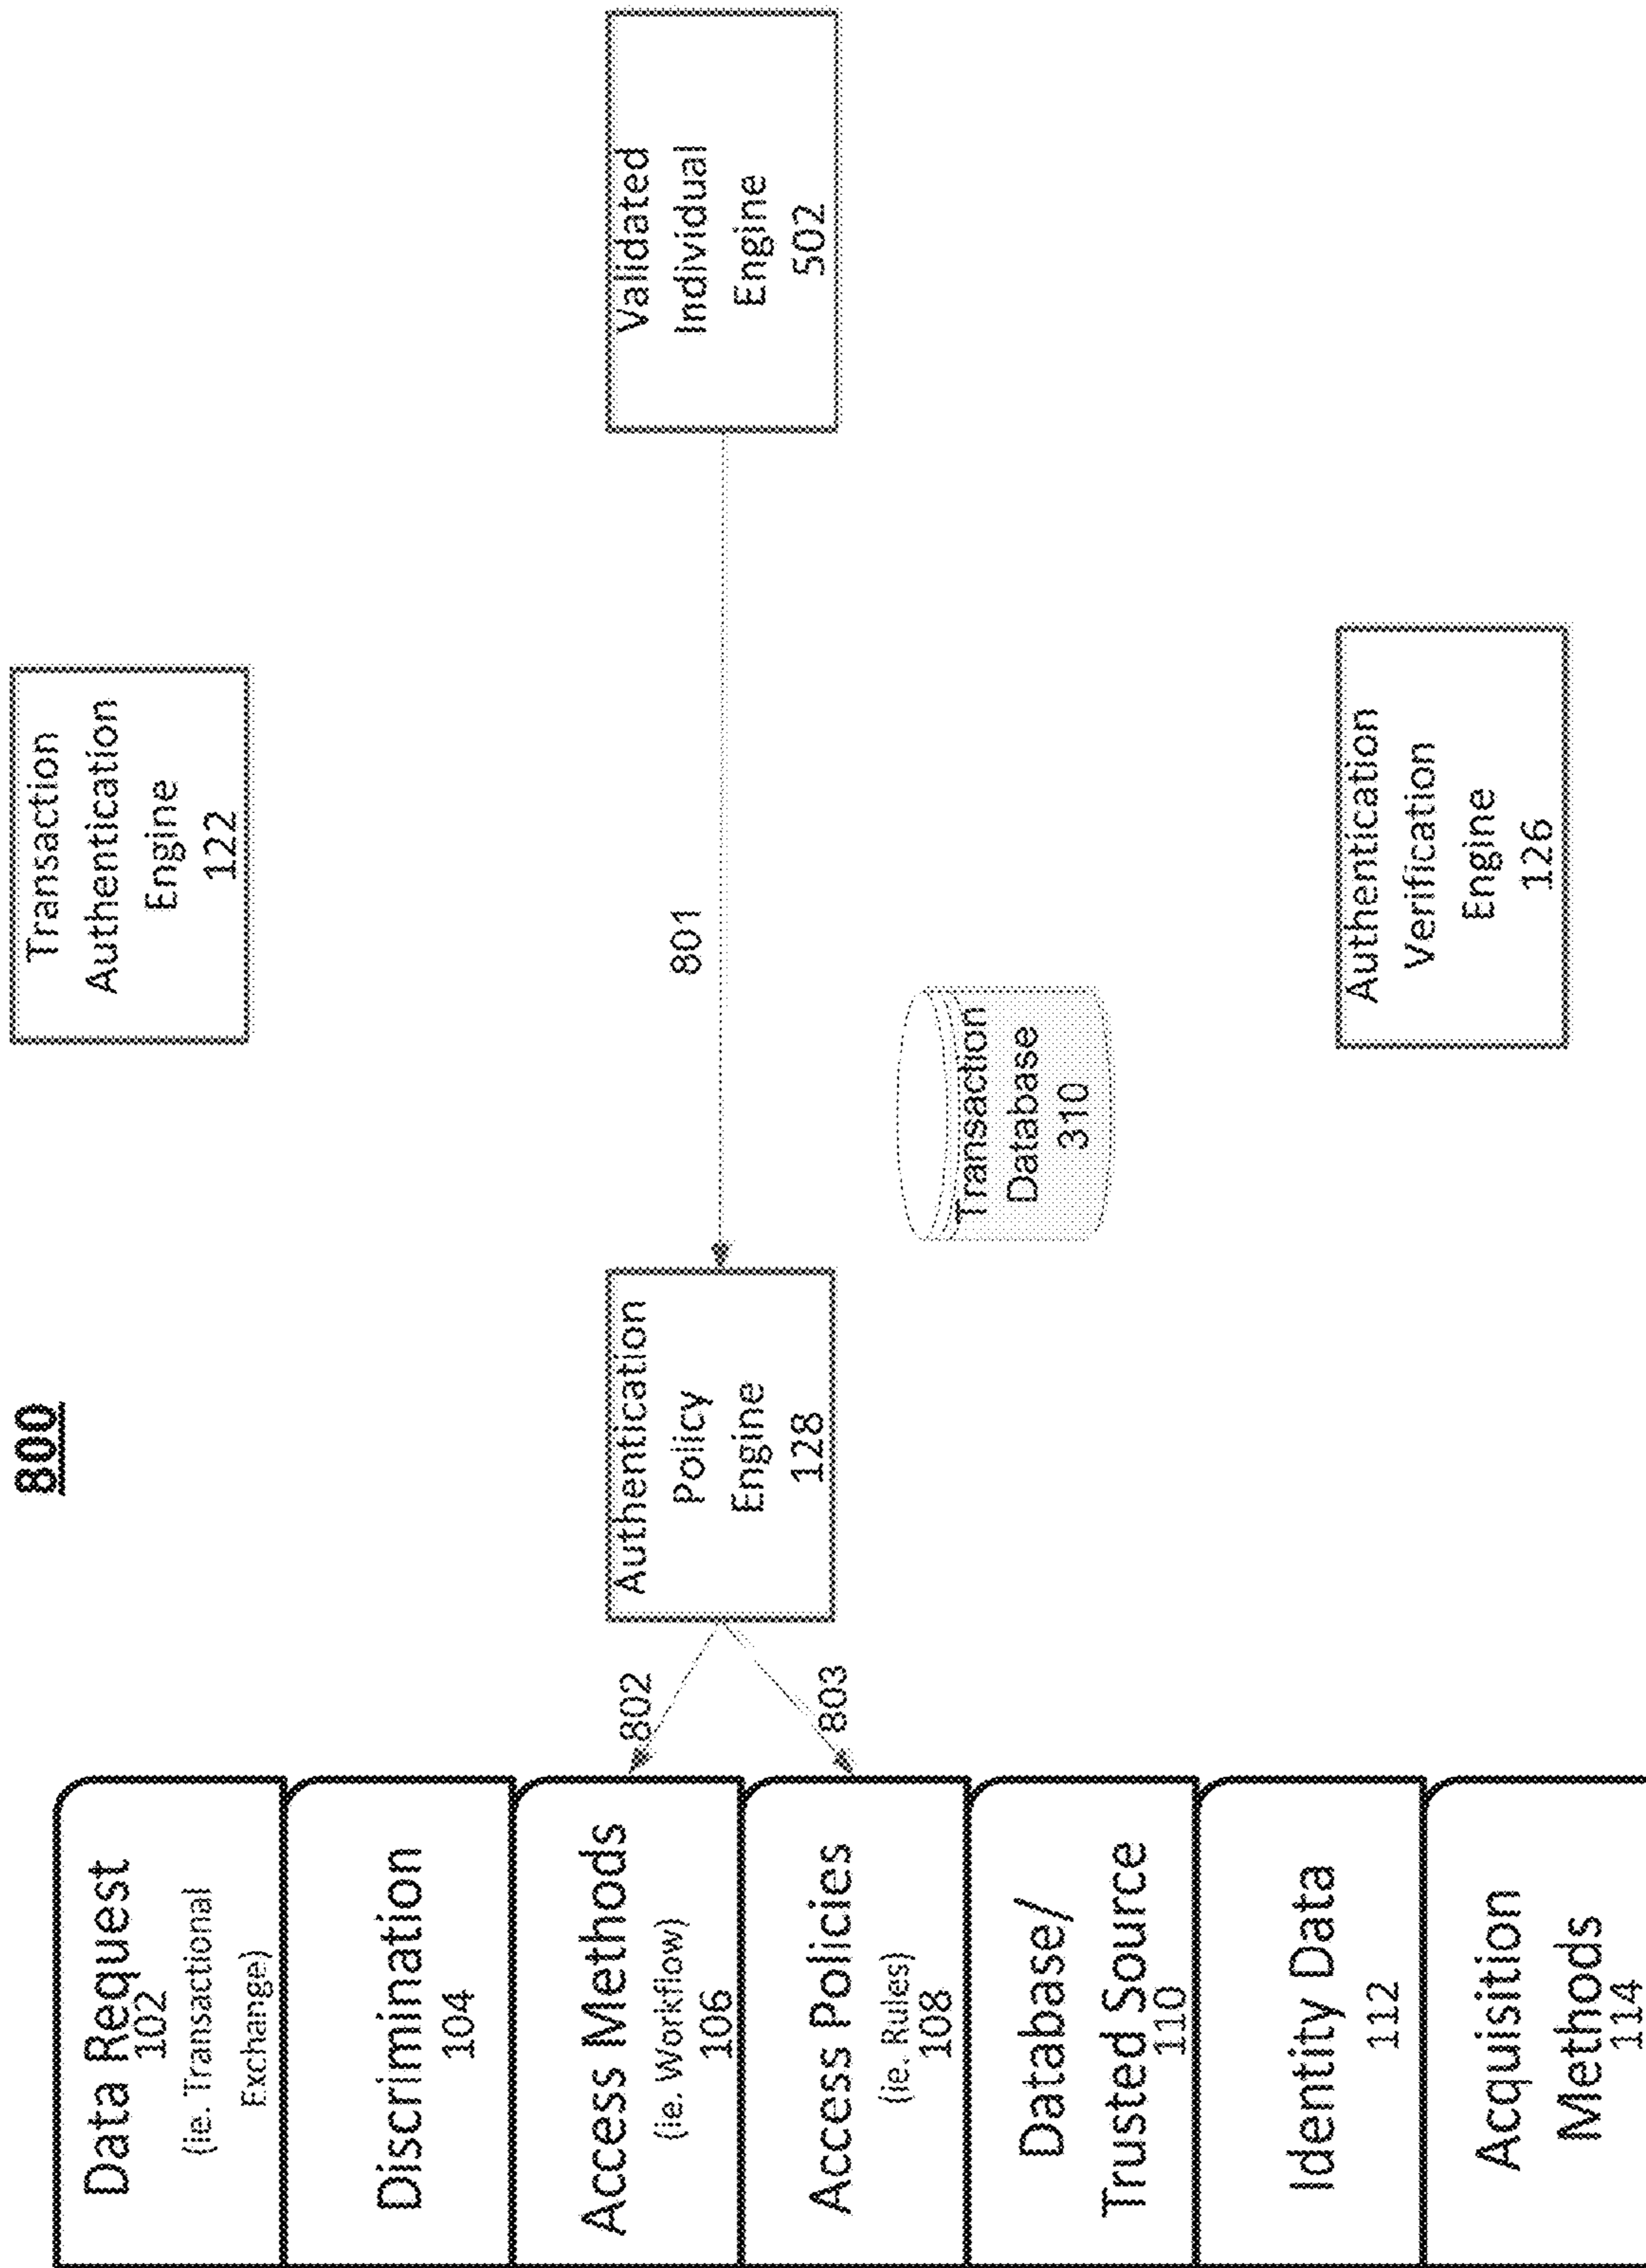 800
Data Request
102
(ie. Transactional
Exchange)
Discrimination
104
Access Methods
(ie. Workflow)
106
Access Policies
(ie. Rules)
108
Database/
Trusted Source
110
Identity Data
112
Acquisition
Methods
114
802
803
Authentication
Policy
Engine
128
801
Transaction
Database
310
Transaction
Authentication
Engine
122
Authentication
Verification
Engine
126
Validated
Individual
Engine
502